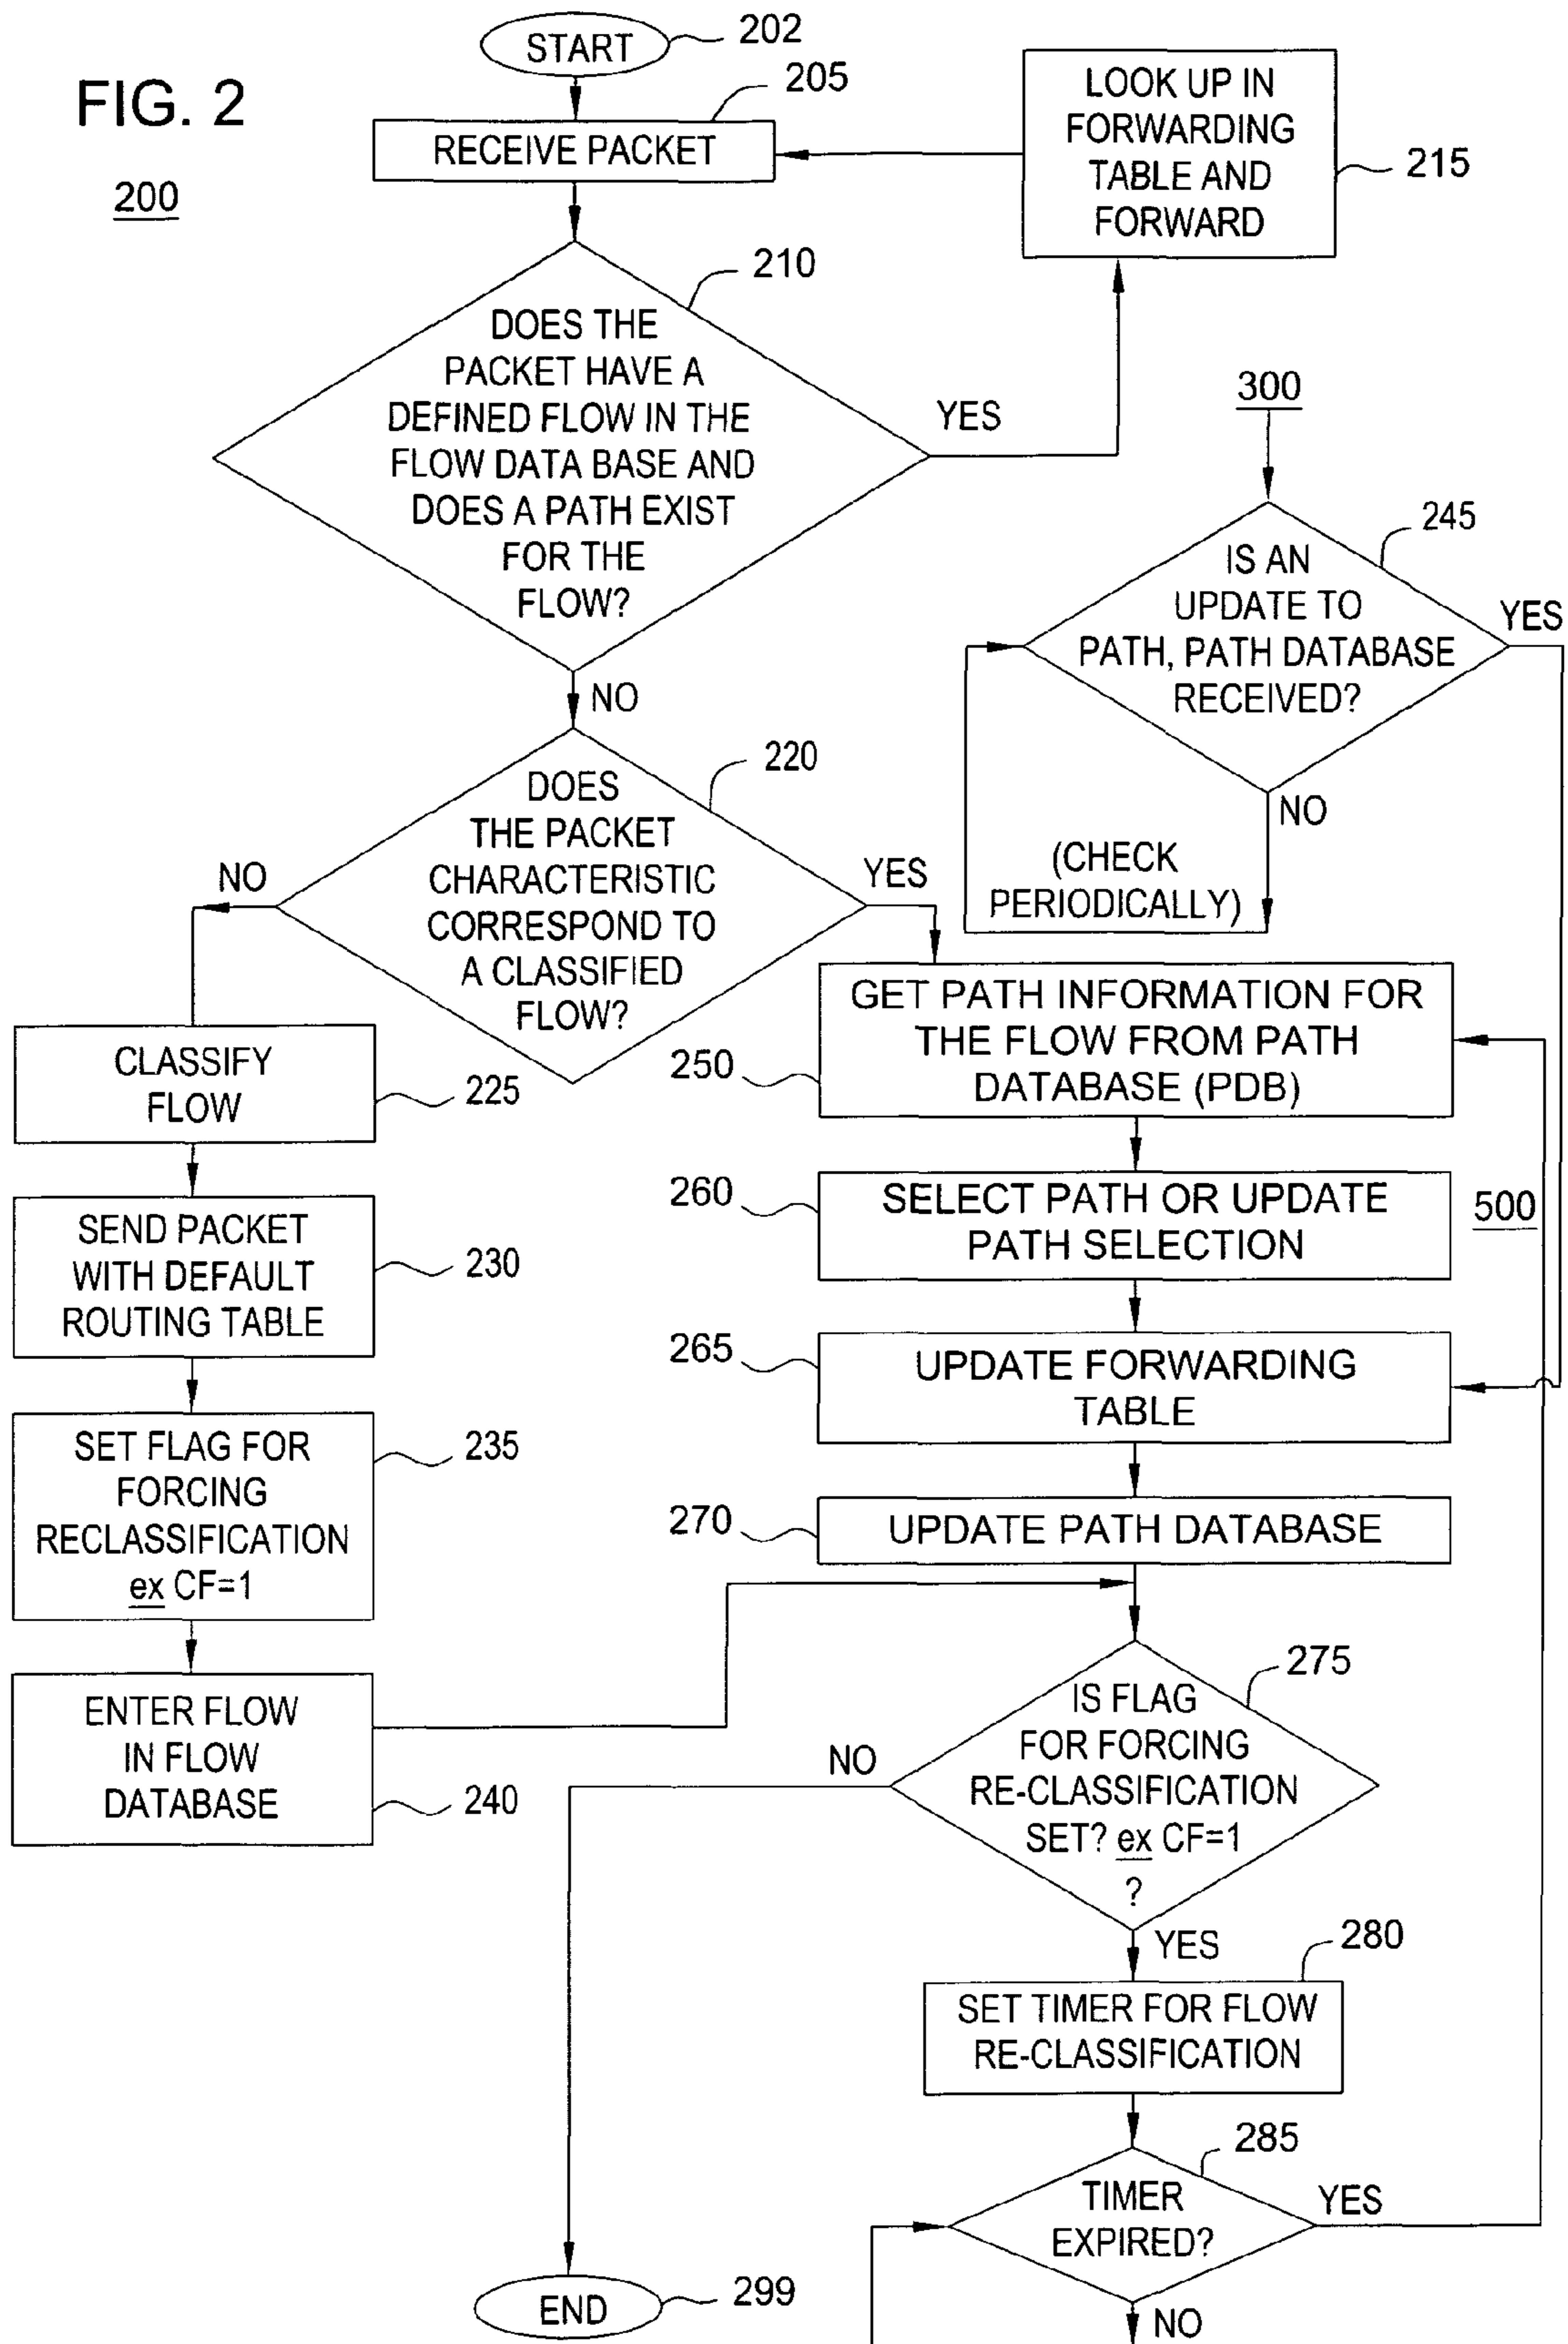 FIG. 2
200
START
202
205
RECEIVE PACKET
LOOK UP IN
FORWARDING
TABLE AND
FORWARD
215
210
DOES THE
PACKET HAVE A
DEFINED FLOW IN THE
FLOW DATA BASE AND
DOES A PATH EXIST
FOR THE
FLOW?
YES
NO
300
245
IS AN
UPDATE TO
PATH, PATH DATABASE
RECEIVED?
YES
NO
(CHECK
PERIODICALLY)
220
DOES
THE PACKET
CHARACTERISTIC
CORRESPOND TO
A CLASSIFIED
FLOW?
NO
YES
CLASSIFY
FLOW
225
SEND PACKET
WITH DEFAULT
ROUTING TABLE
230
SET FLAG FOR
FORCING
RECLASSIFICATION
ex CF=1
235
ENTER FLOW
IN FLOW
DATABASE
240
250
GET PATH INFORMATION FOR
THE FLOW FROM PATH
DATABASE (PDB)
260
SELECT PATH OR UPDATE
PATH SELECTION
500
265
UPDATE FORWARDING
TABLE
270
UPDATE PATH DATABASE
275
IS FLAG
FOR FORCING
RE-CLASSIFICATION
SET? ex CF=1
?
NO
YES
280
SET TIMER FOR FLOW
RE-CLASSIFICATION
285
TIMER
EXPIRED?
YES
NO
END
299